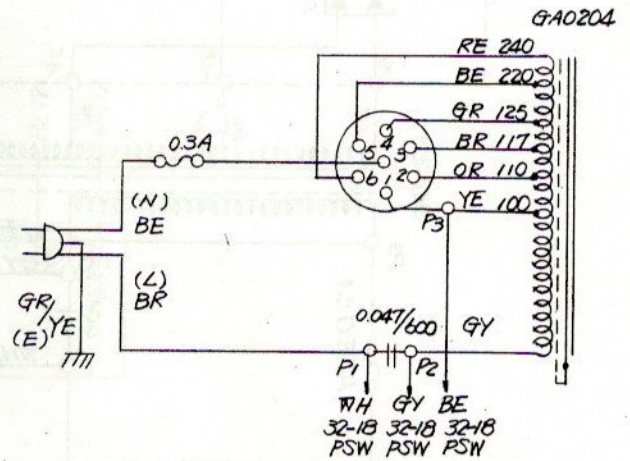 GA0204
RE 240
BE 220
GR 125
BR 117
OR 110
YE 100
4
5 3
6 2
1
0.3A
P3
(N)
BE
(L)
BR
GR/YE
(E)
0.047/600
GY
P1
P2
WH GY BE
32-18 32-18 32-18
PSW PSW PSW